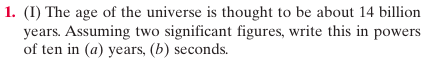 1. (I) The age of the universe is thought to be about 14 billion
years. Assuming two significant figures, write this in powers
of ten in (a) years, (b) seconds.